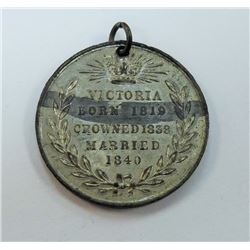 VICTORIA
BORN 1819
CROWNED 1838
MARRIED
1840